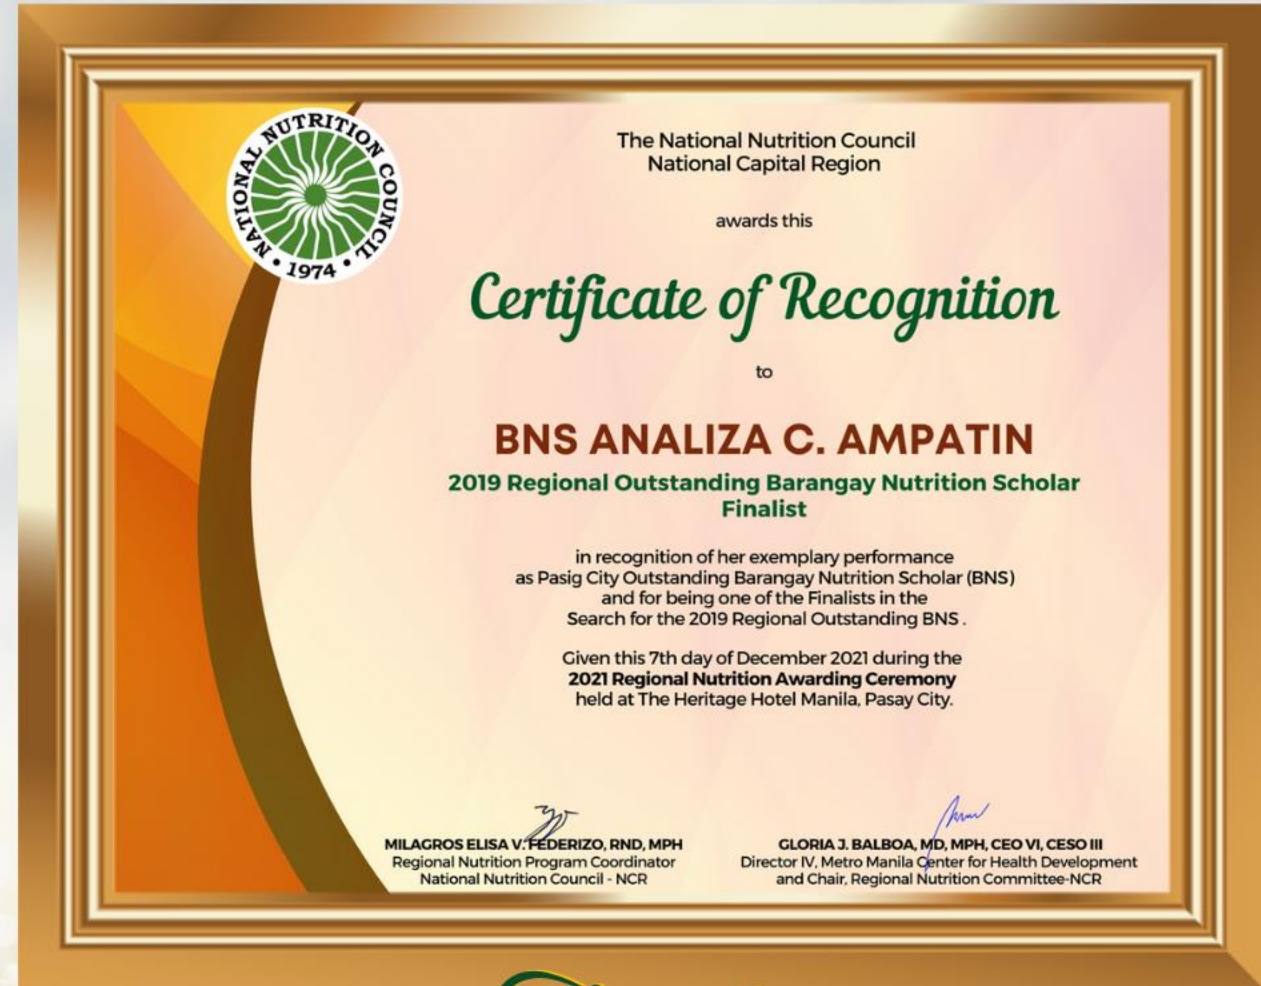 NATIONAL NUTRITION COUNCIL
• 1974 •
The National Nutrition Council
National Capital Region
awards this
Certificate of Recognition
to
BNS ANALIZA C. AMPATIN
2019 Regional Outstanding Barangay Nutrition Scholar
Finalist
in recognition of her exemplary performance
as Pasig City Outstanding Barangay Nutrition Scholar (BNS)
and for being one of the Finalists in the
Search for the 2019 Regional Outstanding BNS .
Given this 7th day of December 2021 during the
2021 Regional Nutrition Awarding Ceremony
held at The Heritage Hotel Manila, Pasay City.
MILAGROS ELISA V. FEDERIZO, RND, MPH
Regional Nutrition Program Coordinator
National Nutrition Council - NCR
GLORIA J. BALBOA, MD, MPH, CEO VI, CESO III
Director IV, Metro Manila Center for Health Development
and Chair, Regional Nutrition Committee-NCR